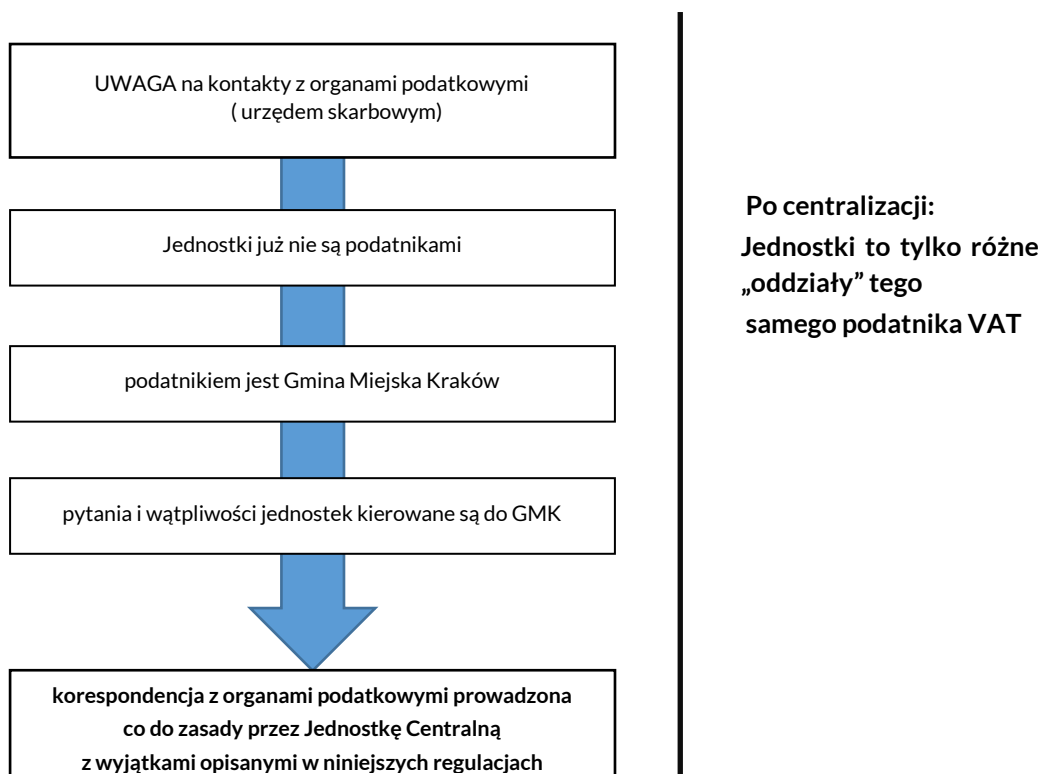 UWAGA na kontakty z organami podatkowymi
( urzędem skarbowym)
Jednostki już nie są podatnikami
podatnikiem jest Gmina Miejska Kraków
pytania i wątpliwości jednostek kierowane są do GMK
korespondencja z organami podatkowymi prowadzona
co do zasady przez Jednostkę Centralną
z wyjątkami opisanymi w niniejszych regulacjach
Po centralizacji:
Jednostki to tylko różne
„oddziały” tego
samego podatnika VAT